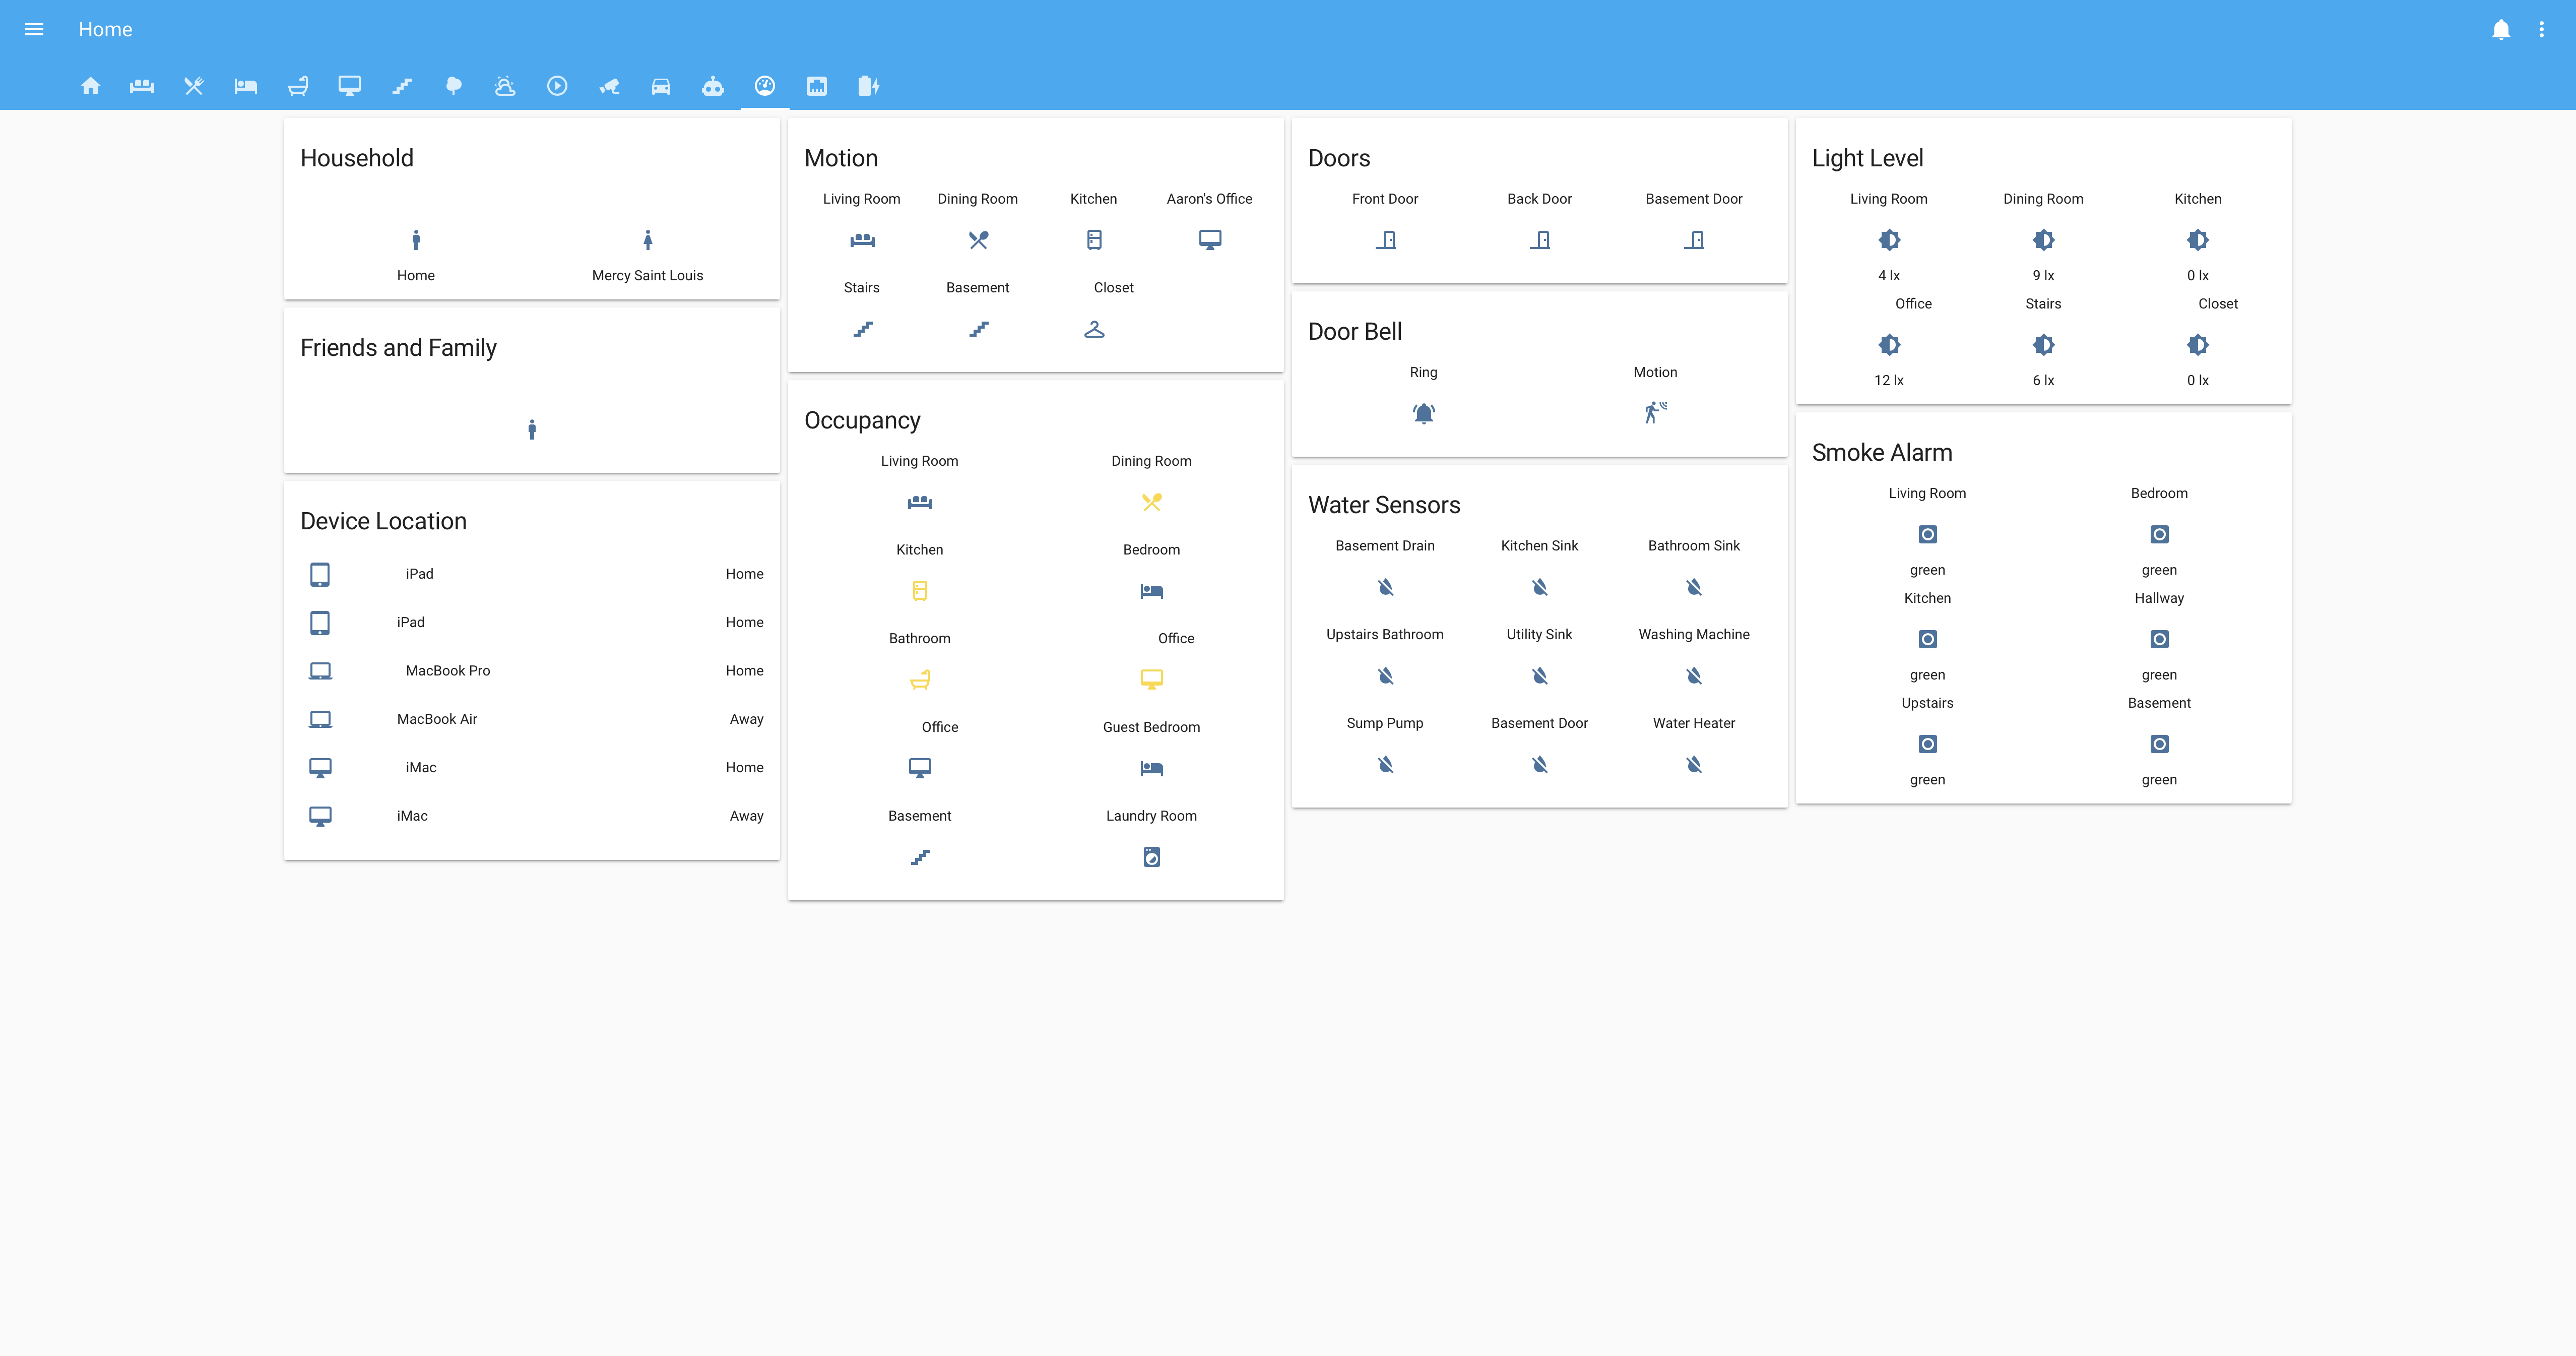 Home
Household
Home Mercy Saint Louis
Friends and Family
Device Location
iPad Home
iPad Home
MacBook Pro Home
MacBook Air Away
iMac Home
iMac Away
Motion
Living Room Dining Room Kitchen Aaron's Office
Stairs Basement Closet
Occupancy
Living Room Dining Room
Kitchen Bedroom
Bathroom Office
Office Guest Bedroom
Basement Laundry Room
Doors
Front Door Back Door Basement Door
Door Bell
Ring Motion
Water Sensors
Basement Drain Kitchen Sink Bathroom Sink
Upstairs Bathroom Utility Sink Washing Machine
Sump Pump Basement Door Water Heater
Light Level
Living Room Dining Room Kitchen
4 lx 9 lx 0 lx
Office Stairs Closet
12 lx 6 lx 0 lx
Smoke Alarm
Living Room Bedroom
green green
Kitchen Hallway
green green
Upstairs Basement
green green